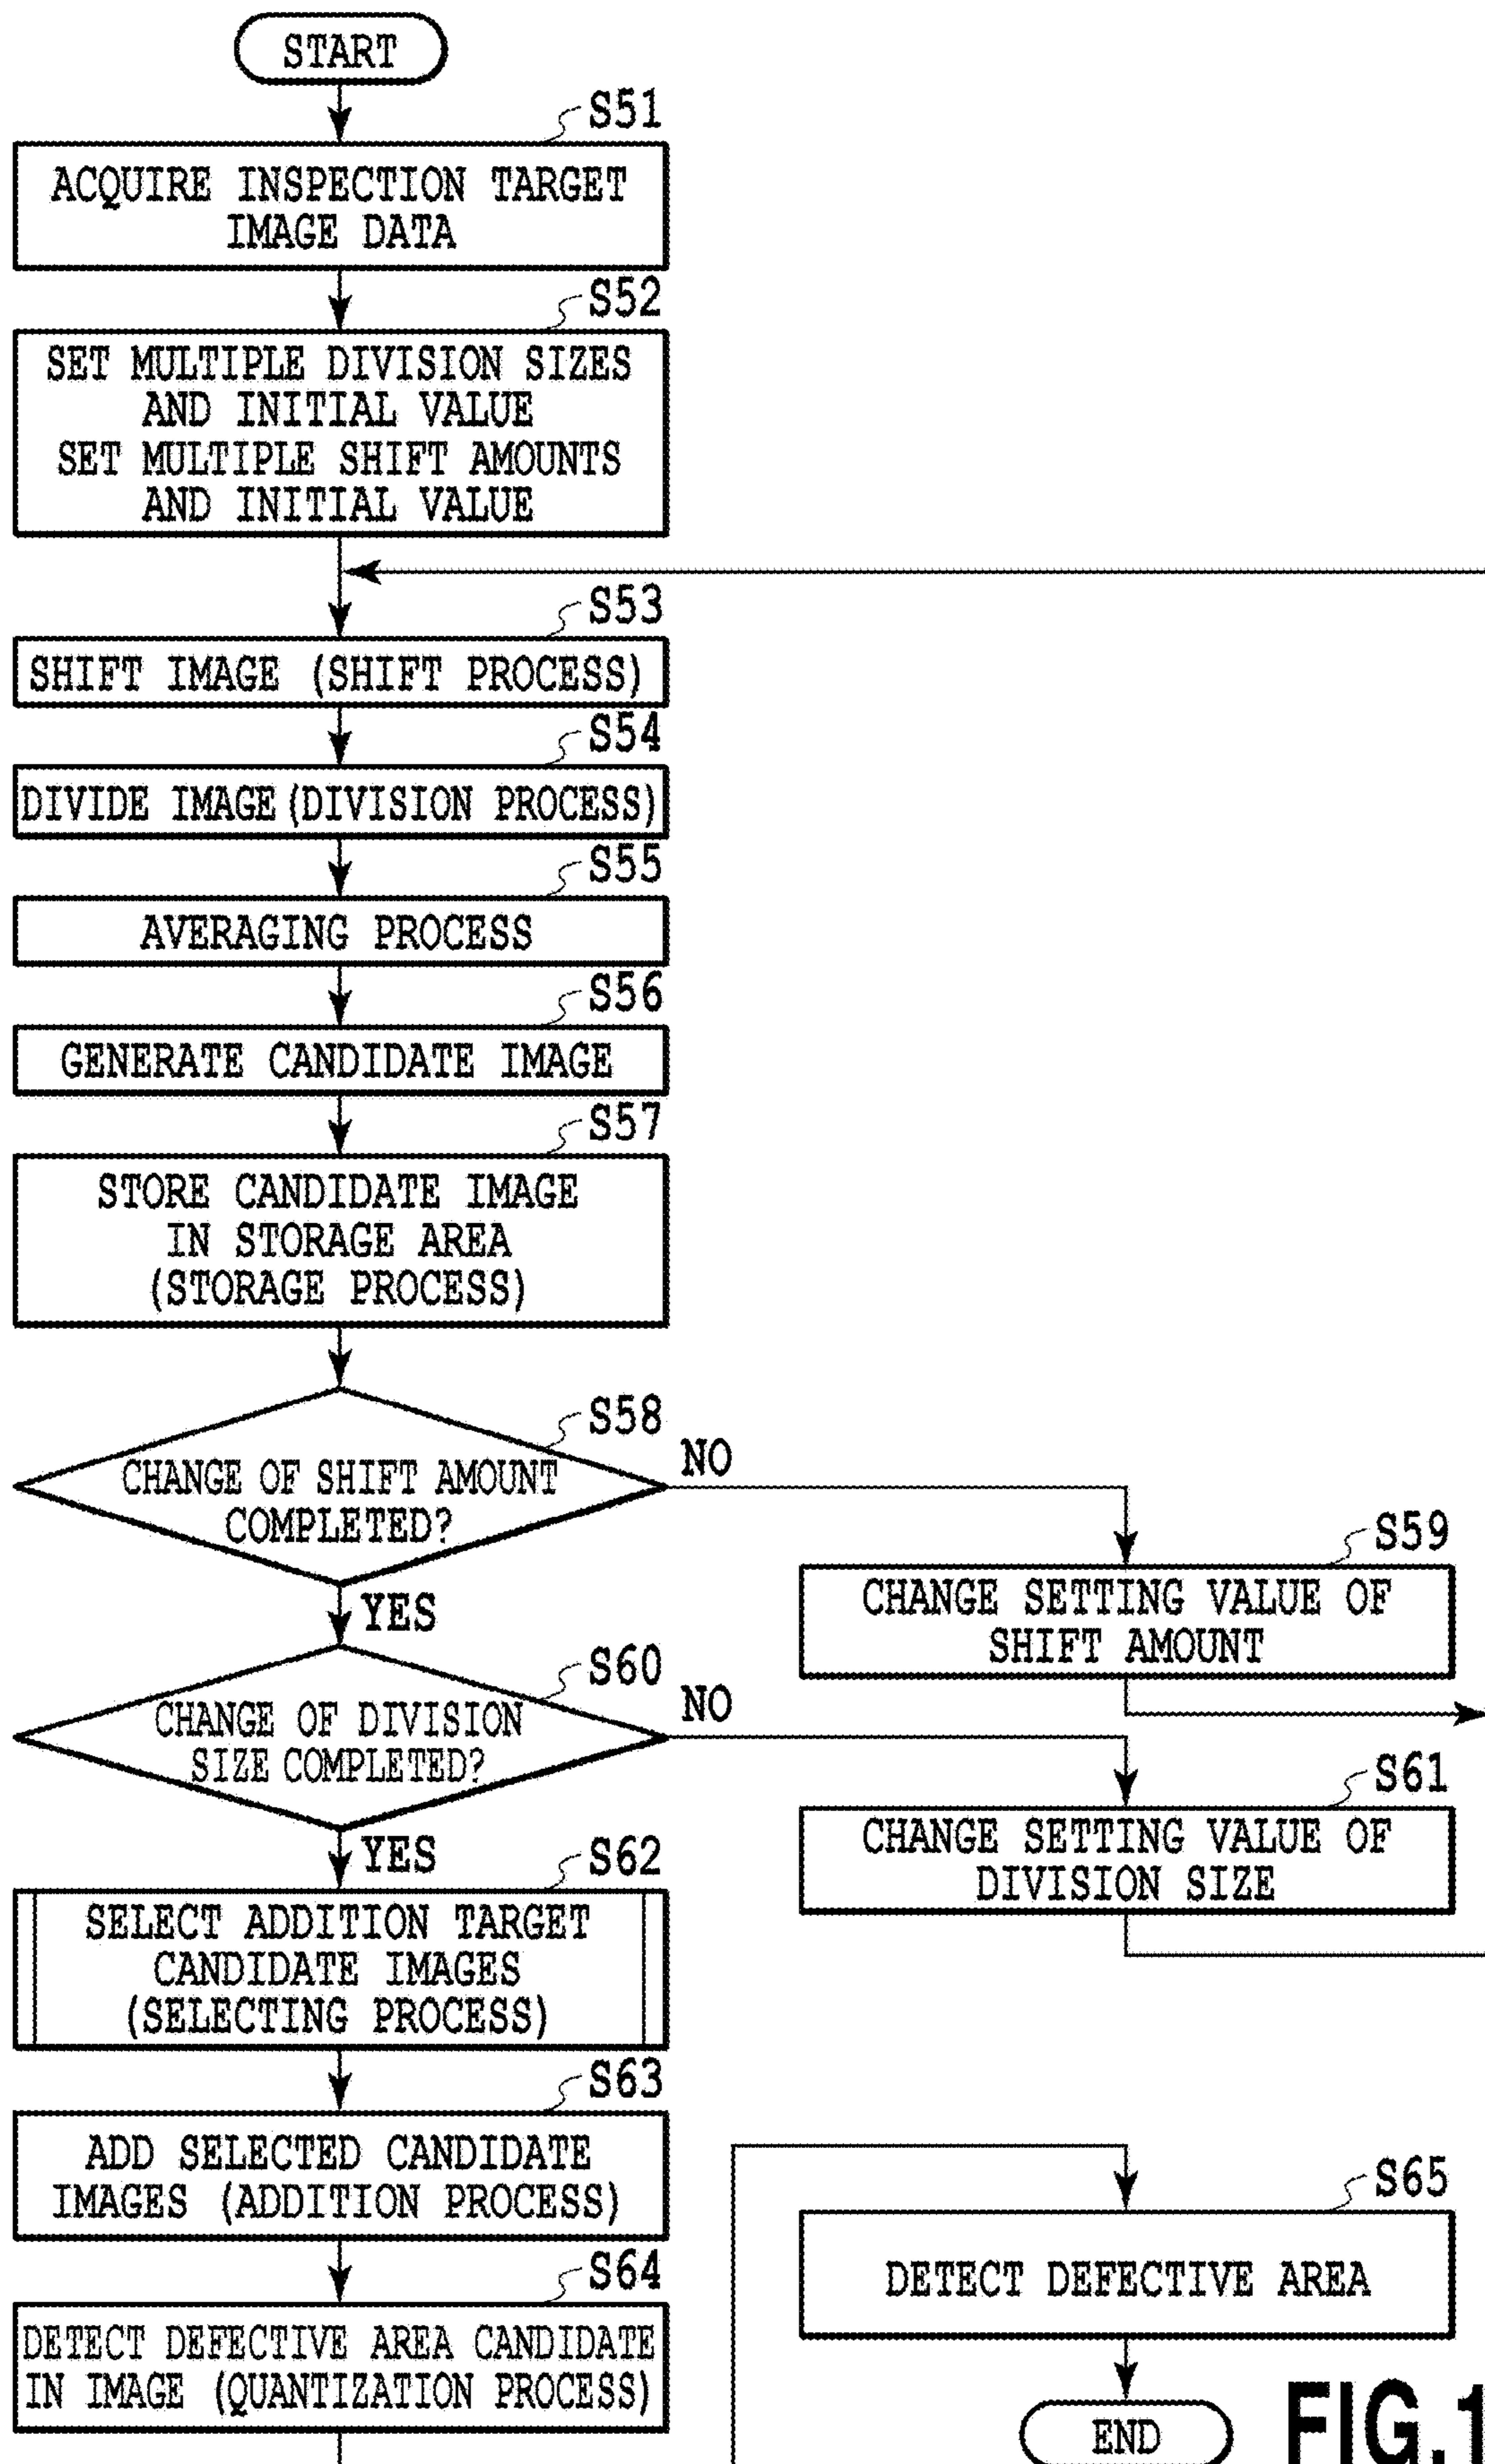 START
S51
ACQUIRE INSPECTION TARGET
IMAGE DATA
S52
SET MULTIPLE DIVISION SIZES
AND INITIAL VALUE
SET MULTIPLE SHIFT AMOUNTS
AND INITIAL VALUE
S53
SHIFT IMAGE (SHIFT PROCESS)
S54
DIVIDE IMAGE (DIVISION PROCESS)
S55
AVERAGING PROCESS
S56
GENERATE CANDIDATE IMAGE
S57
STORE CANDIDATE IMAGE
IN STORAGE AREA
(STORAGE PROCESS)
S58
CHANGE OF SHIFT AMOUNT
COMPLETED?
NO
YES
S59
CHANGE SETTING VALUE OF
SHIFT AMOUNT
S60
CHANGE OF DIVISION
SIZE COMPLETED?
NO
YES
S61
CHANGE SETTING VALUE OF
DIVISION SIZE
S62
SELECT ADDITION TARGET
CANDIDATE IMAGES
(SELECTING PROCESS)
S63
ADD SELECTED CANDIDATE
IMAGES (ADDITION PROCESS)
S64
DETECT DEFECTIVE AREA CANDIDATE
IN IMAGE (QUANTIZATION PROCESS)
S65
DETECT DEFECTIVE AREA
END
FIG.1